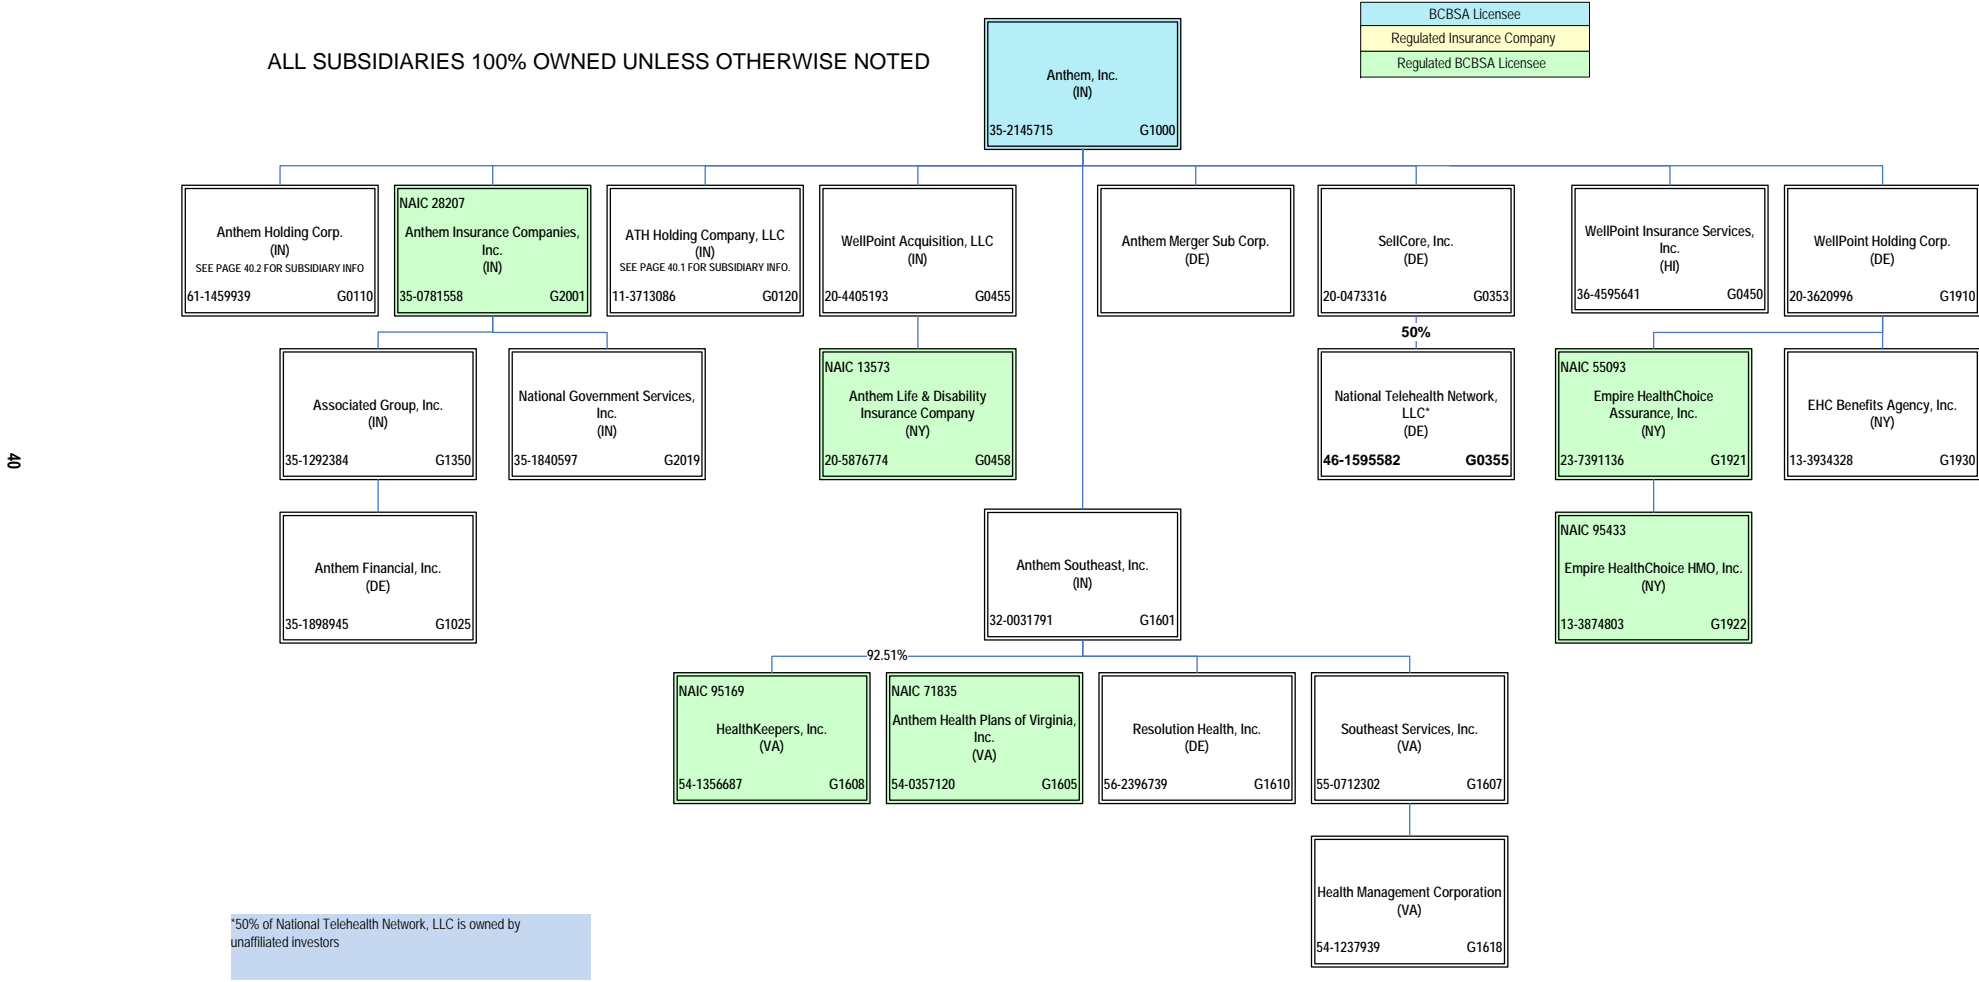 BCBSA Licensee
Regulated Insurance Company
Regulated BCBSA Licensee
ALL SUBSIDIARIES 100% OWNED UNLESS OTHERWISE NOTED
Anthem, Inc.
(IN)
35-2145715 G1000
Anthem Holding Corp.
(IN)
SEE PAGE 40.2 FOR SUBSIDIARY INFO
61-1459939 G0110
NAIC 28207
Anthem Insurance Companies,
Inc.
(IN)
35-0781558 G2001
ATH Holding Company, LLC
(IN)
SEE PAGE 40.1 FOR SUBSIDIARY INFO.
11-3713086 G0120
WellPoint Acquisition, LLC
(IN)
20-4405193 G0455
Anthem Merger Sub Corp.
(DE)
SellCore, Inc.
(DE)
20-0473316 G0353
WellPoint Insurance Services,
Inc.
(HI)
36-4595641 G0450
WellPoint Holding Corp.
(DE)
20-3620996 G1910
50%
Associated Group, Inc.
(IN)
35-1292384 G1350
National Government Services,
Inc.
(IN)
35-1840597 G2019
NAIC 13573
Anthem Life & Disability
Insurance Company
(NY)
20-5876774 G0458
National Telehealth Network,
LLC*
(DE)
46-1595582 G0355
NAIC 55093
Empire HealthChoice
Assurance, Inc.
(NY)
23-7391136 G1921
EHC Benefits Agency, Inc.
(NY)
13-3934328 G1930
40
Anthem Financial, Inc.
(DE)
35-1898945 G1025
Anthem Southeast, Inc.
(IN)
32-0031791 G1601
NAIC 95433
Empire HealthChoice HMO, Inc.
(NY)
13-3874803 G1922
92.51%
NAIC 95169
HealthKeepers, Inc.
(VA)
54-1356687 G1608
NAIC 71835
Anthem Health Plans of Virginia,
Inc.
(VA)
54-0357120 G1605
Resolution Health, Inc.
(DE)
56-2396739 G1610
Southeast Services, Inc.
(VA)
55-0712302 G1607
Health Management Corporation
(VA)
54-1237939 G1618
*50% of National Telehealth Network, LLC is owned by
unaffiliated investors